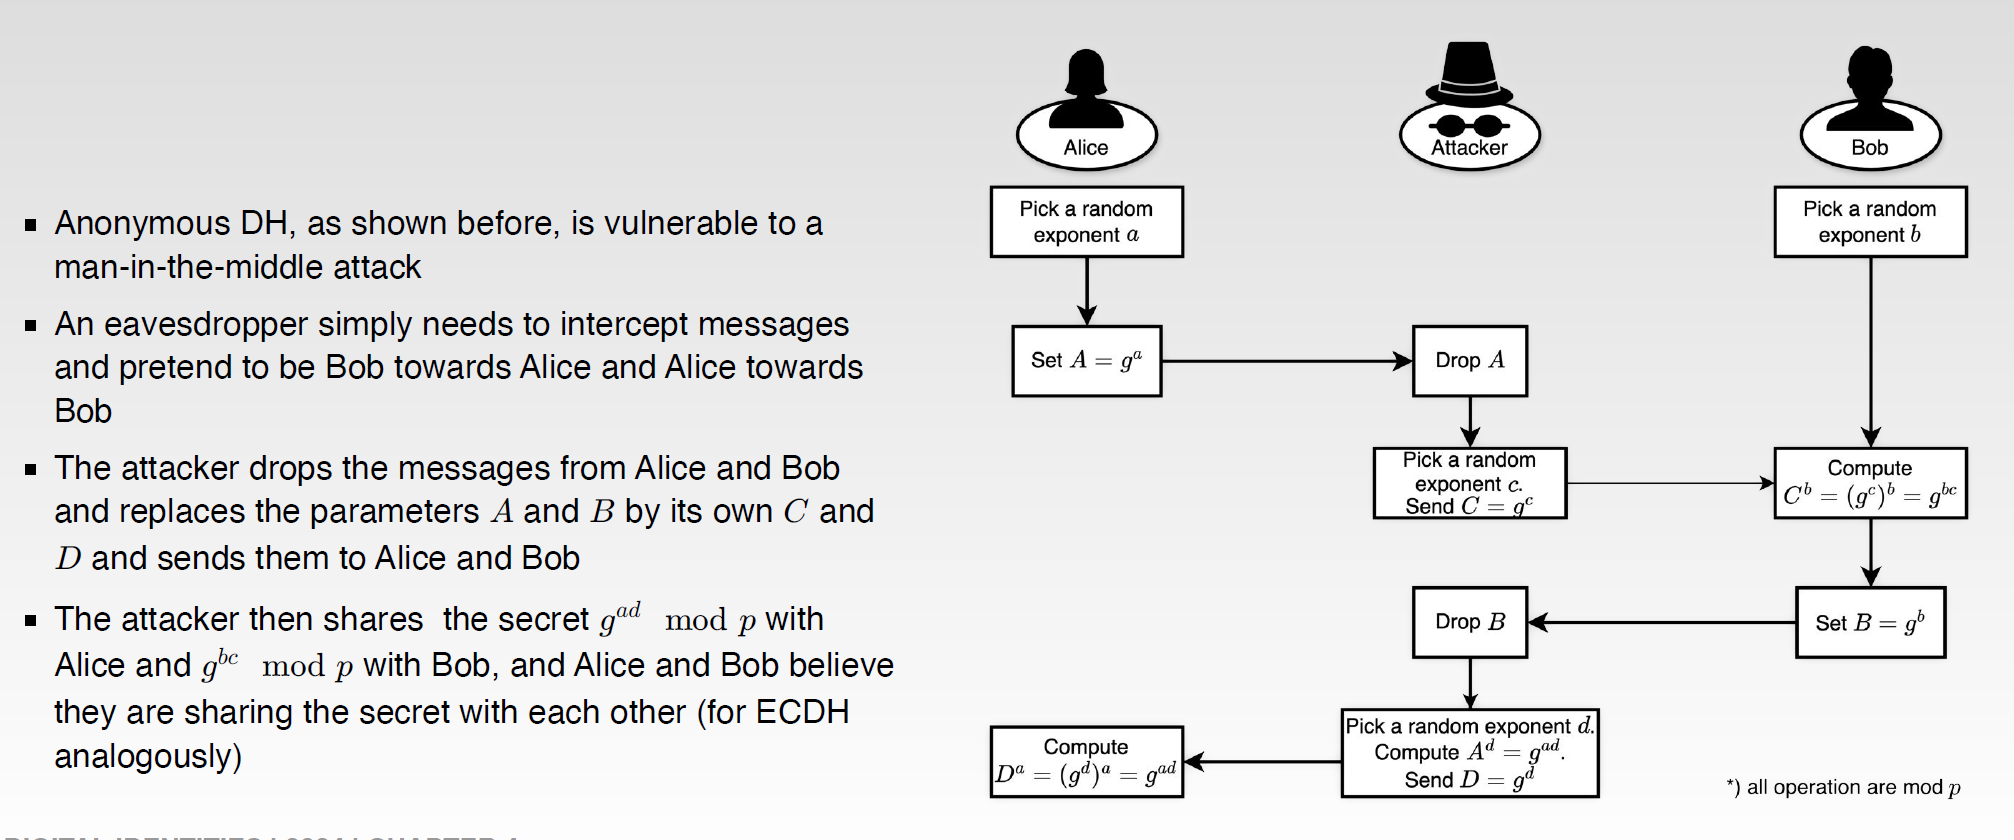 ▪ Anonymous DH, as shown before, is vulnerable to a
man-in-the-middle attack
▪ An eavesdropper simply needs to intercept messages
and pretend to be Bob towards Alice and Alice towards
Bob
▪ The attacker drops the messages from Alice and Bob
and replaces the parameters A and B by its own C and
D and sends them to Alice and Bob
▪ The attacker then shares the secret g^{ad} mod p with
Alice and g^{bc} mod p with Bob, and Alice and Bob believe
they are sharing the secret with each other (for ECDH
analogously)
Alice
Attacker
Bob
Pick a random
exponent a
Pick a random
exponent b
Set A = g^a
Drop A
Pick a random
exponent c.
Send C = g^c
Compute
C^b = (g^c)^b = g^{bc}
Set B = g^b
Drop B
Pick a random exponent d.
Compute A^d = g^{ad}.
Send D = g^d
Compute
D^a = (g^d)^a = g^{ad}
*) all operation are mod p